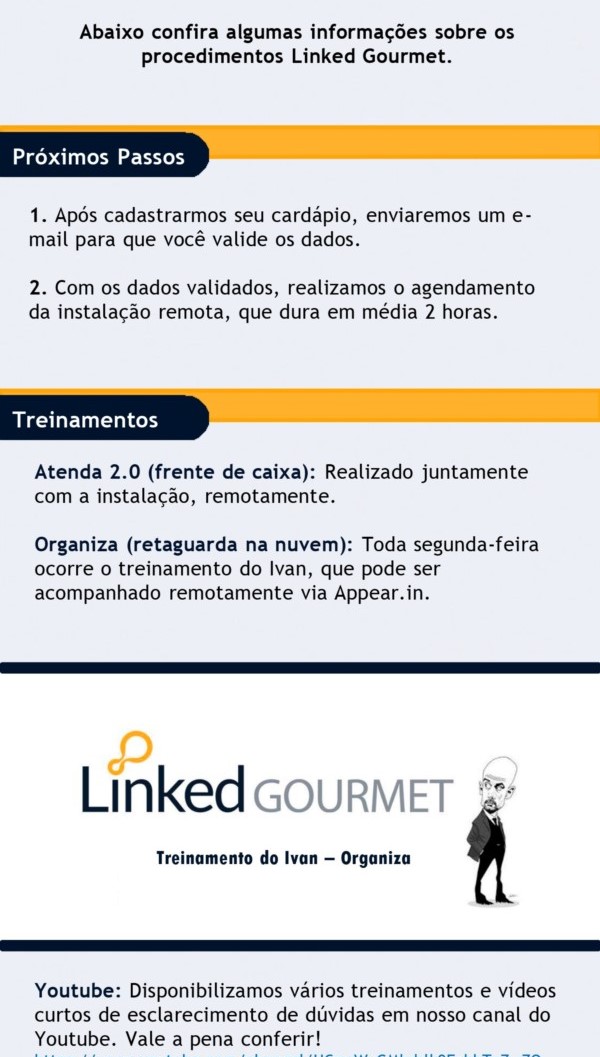 Abaixo confira algumas informações sobre os
procedimentos Linked Gourmet.
Próximos Passos
1. Após cadastrarmos seu cardápio, enviaremos um e-
mail para que você valide os dados.
2. Com os dados validados, realizamos o agendamento
da instalação remota, que dura em média 2 horas.
Treinamentos
Atenda 2.0 (frente de caixa): Realizado juntamente
com a instalação, remotamente.
Organiza (retaguarda na nuvem): Toda segunda-feira
ocorre o treinamento do Ivan, que pode ser
acompanhado remotamente via Appear.in.
Linked GOURMET
Treinamento do Ivan – Organiza
Youtube: Disponibilizamos vários treinamentos e vídeos
curtos de esclarecimento de dúvidas em nosso canal do
Youtube. Vale a pena conferir!